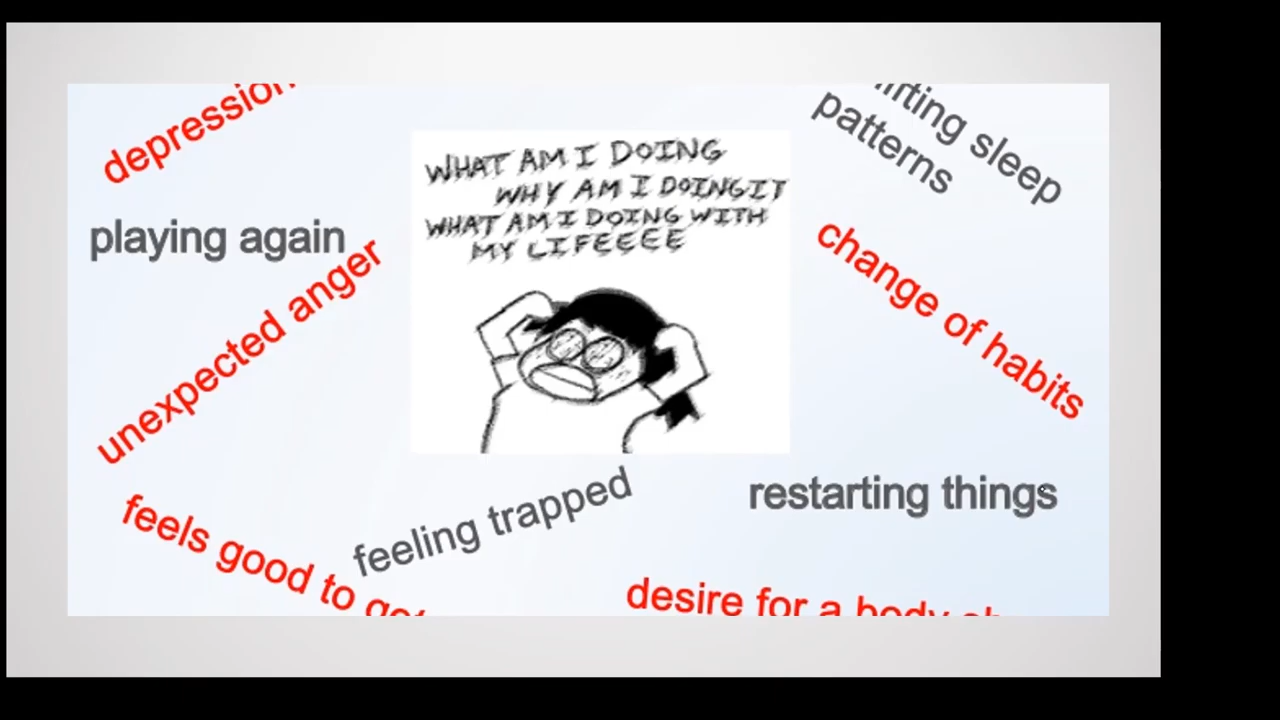 depression
sleep
patterns
WHAT AM I DOING
WHY AM I DOING IT
WHAT AM I DOING WITH
MY LIFEEEE
playing again
unexpected anger
change of habits
feeling trapped
restarting things
feels good to
desire for a body